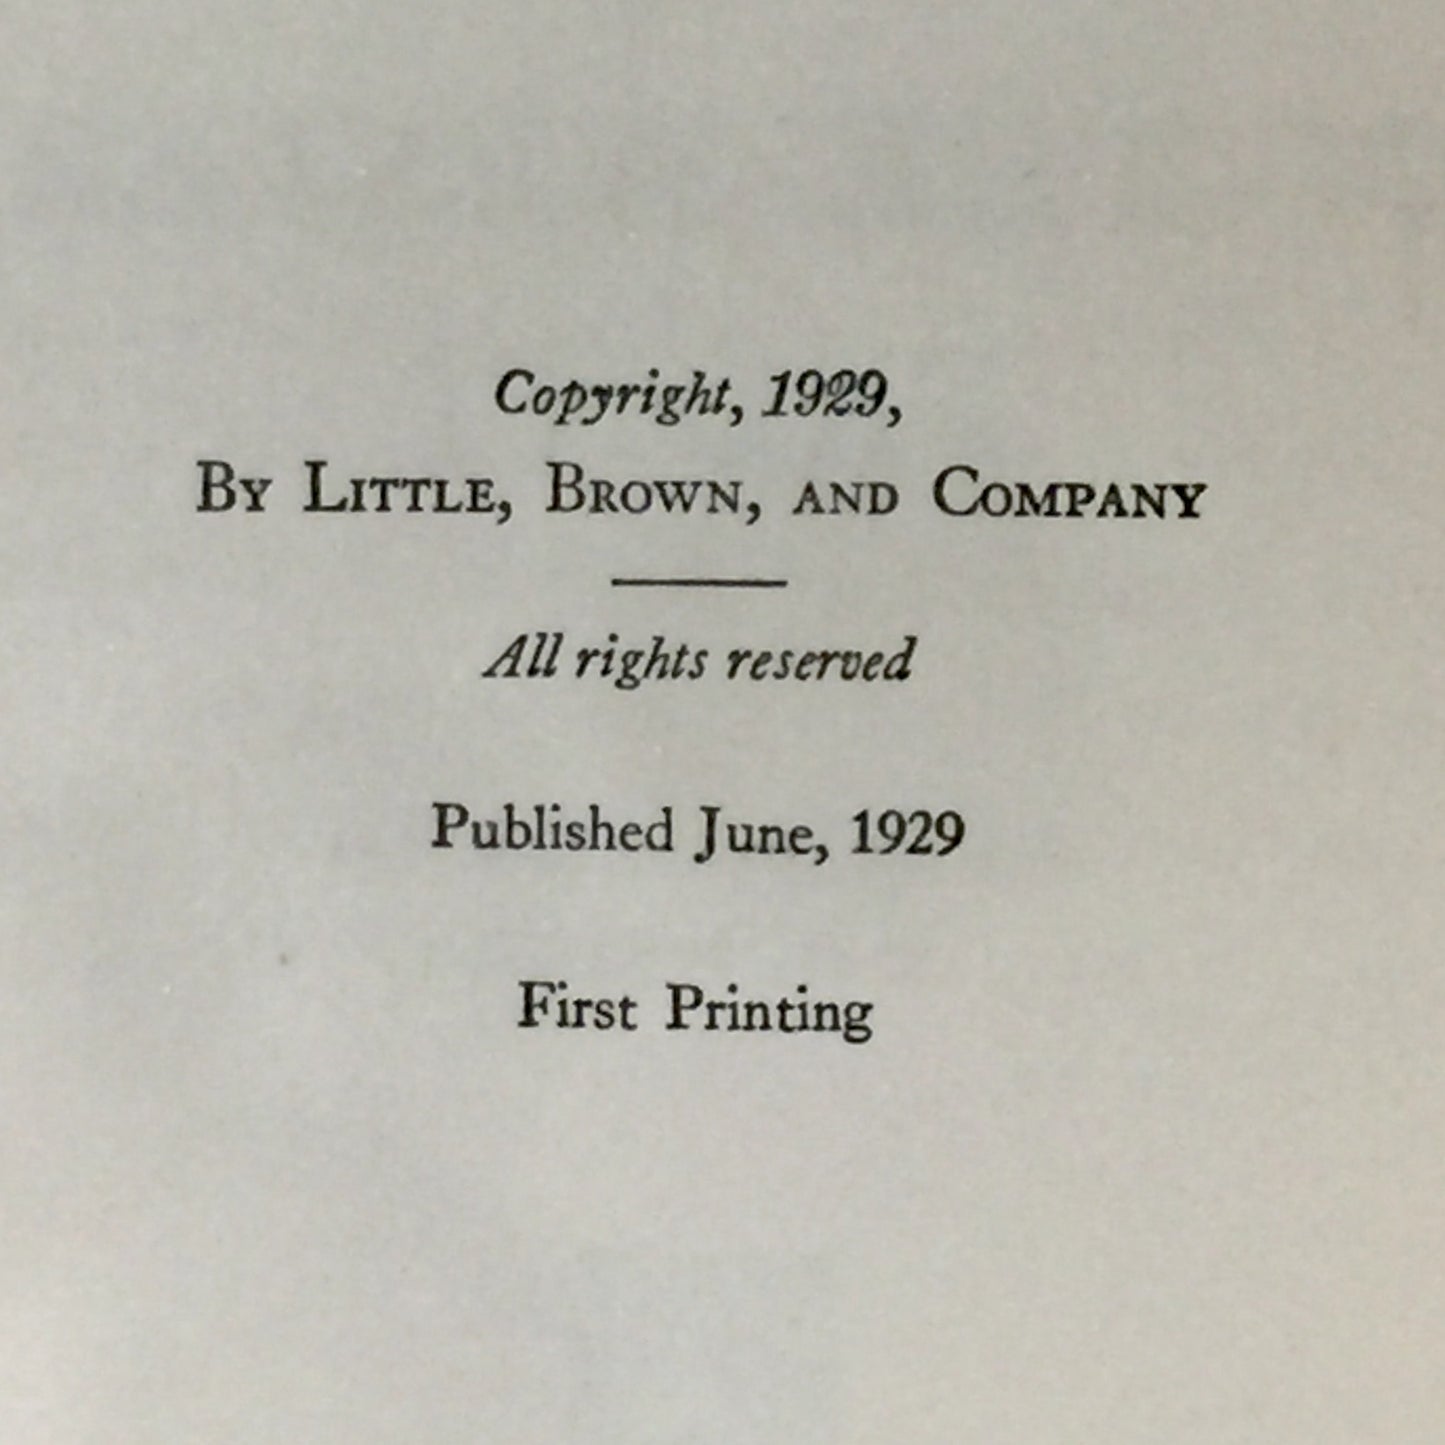 Copyright, 1929,
By Little, Brown, and Company
All rights reserved
Published June, 1929
First Printing